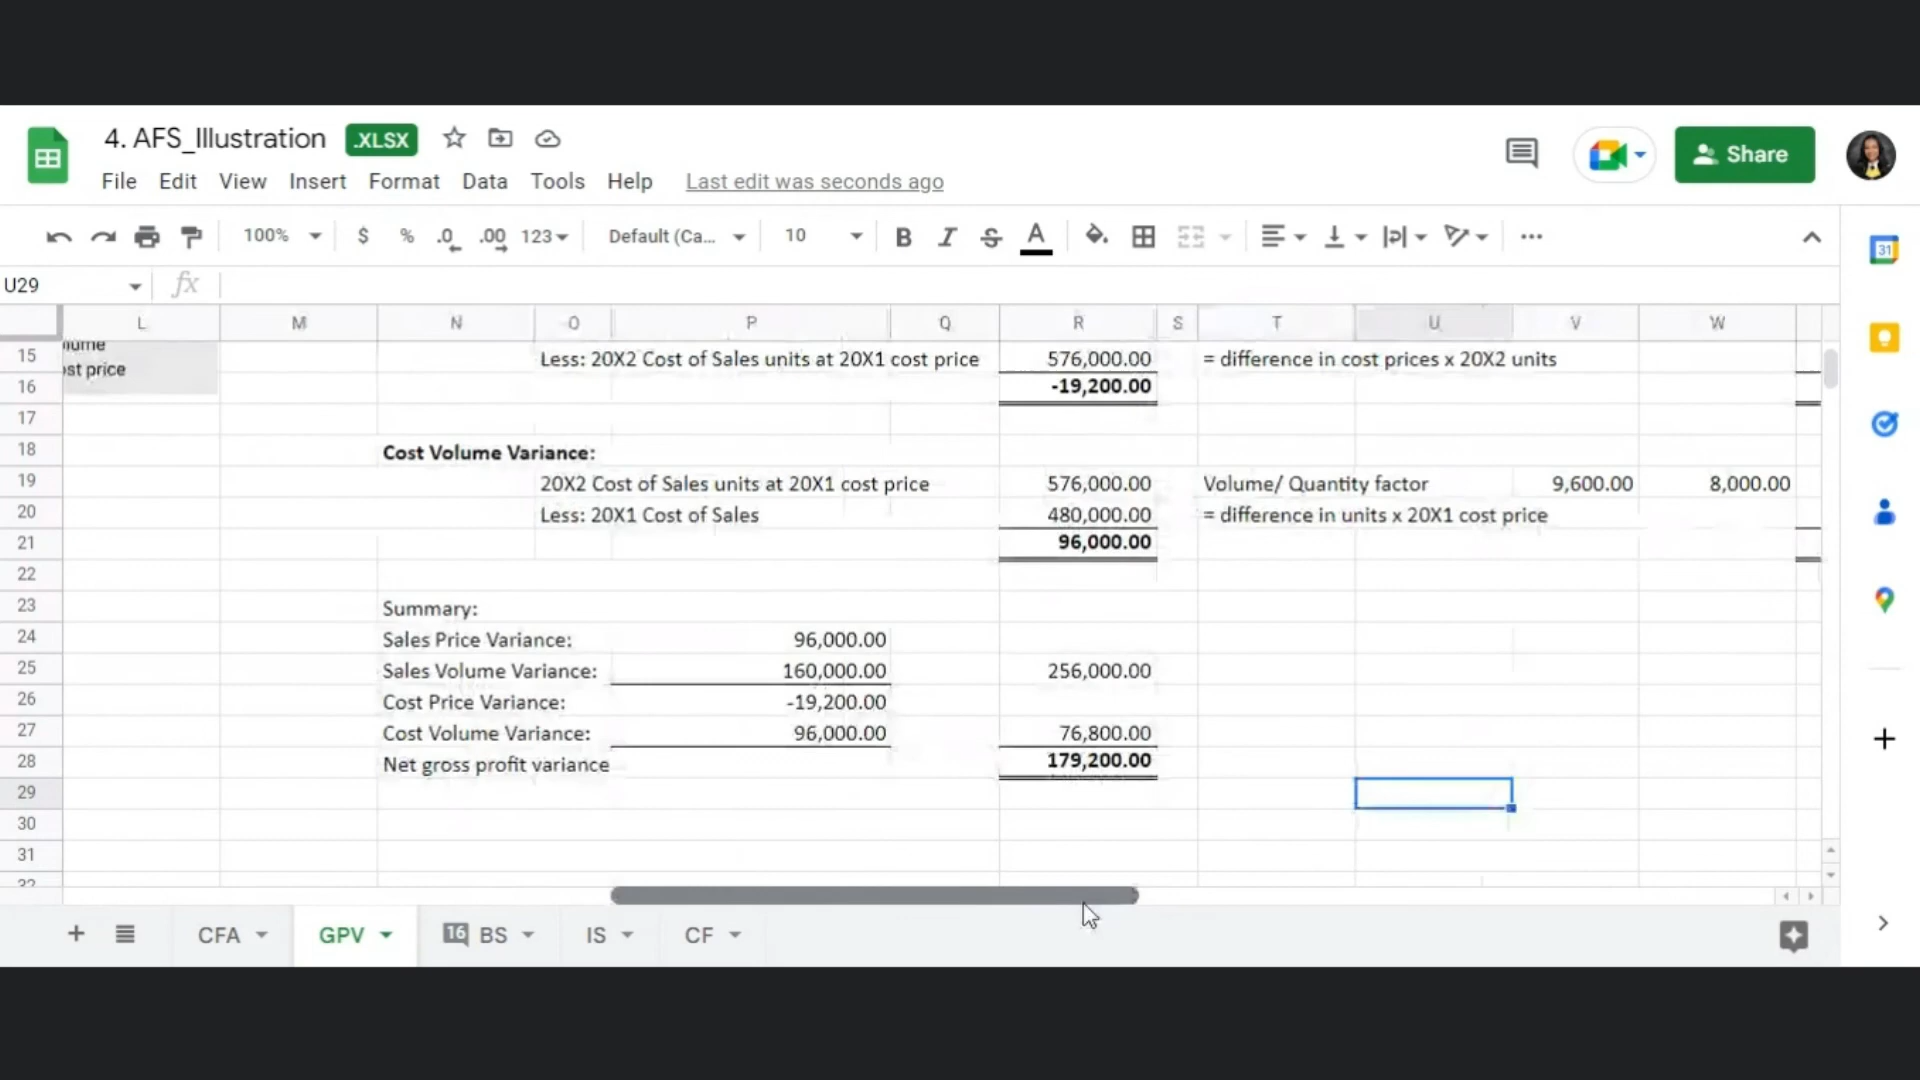 4. AFS_Illustration .XLSX
Share
File Edit View Insert Format Data Tools Help Last edit was seconds ago
100% $ % .0 .00 123 Default (Ca... 10 B I S A
U29 fx
31
L M N O P Q R S T U V W
15 st price Less: 20X2 Cost of Sales units at 20X1 cost price 576,000.00 = difference in cost prices x 20X2 units
16 -19,200.00
17
18 Cost Volume Variance:
19 20X2 Cost of Sales units at 20X1 cost price 576,000.00 Volume/ Quantity factor 9,600.00 8,000.00
20 Less: 20X1 Cost of Sales 480,000.00 = difference in units x 20X1 cost price
21 96,000.00
22
23 Summary:
24 Sales Price Variance: 96,000.00
25 Sales Volume Variance: 160,000.00 256,000.00
26 Cost Price Variance: -19,200.00
27 Cost Volume Variance: 96,000.00 76,800.00
28 Net gross profit variance 179,200.00
29
30
31
32
CFA GPV 16 BS IS CF